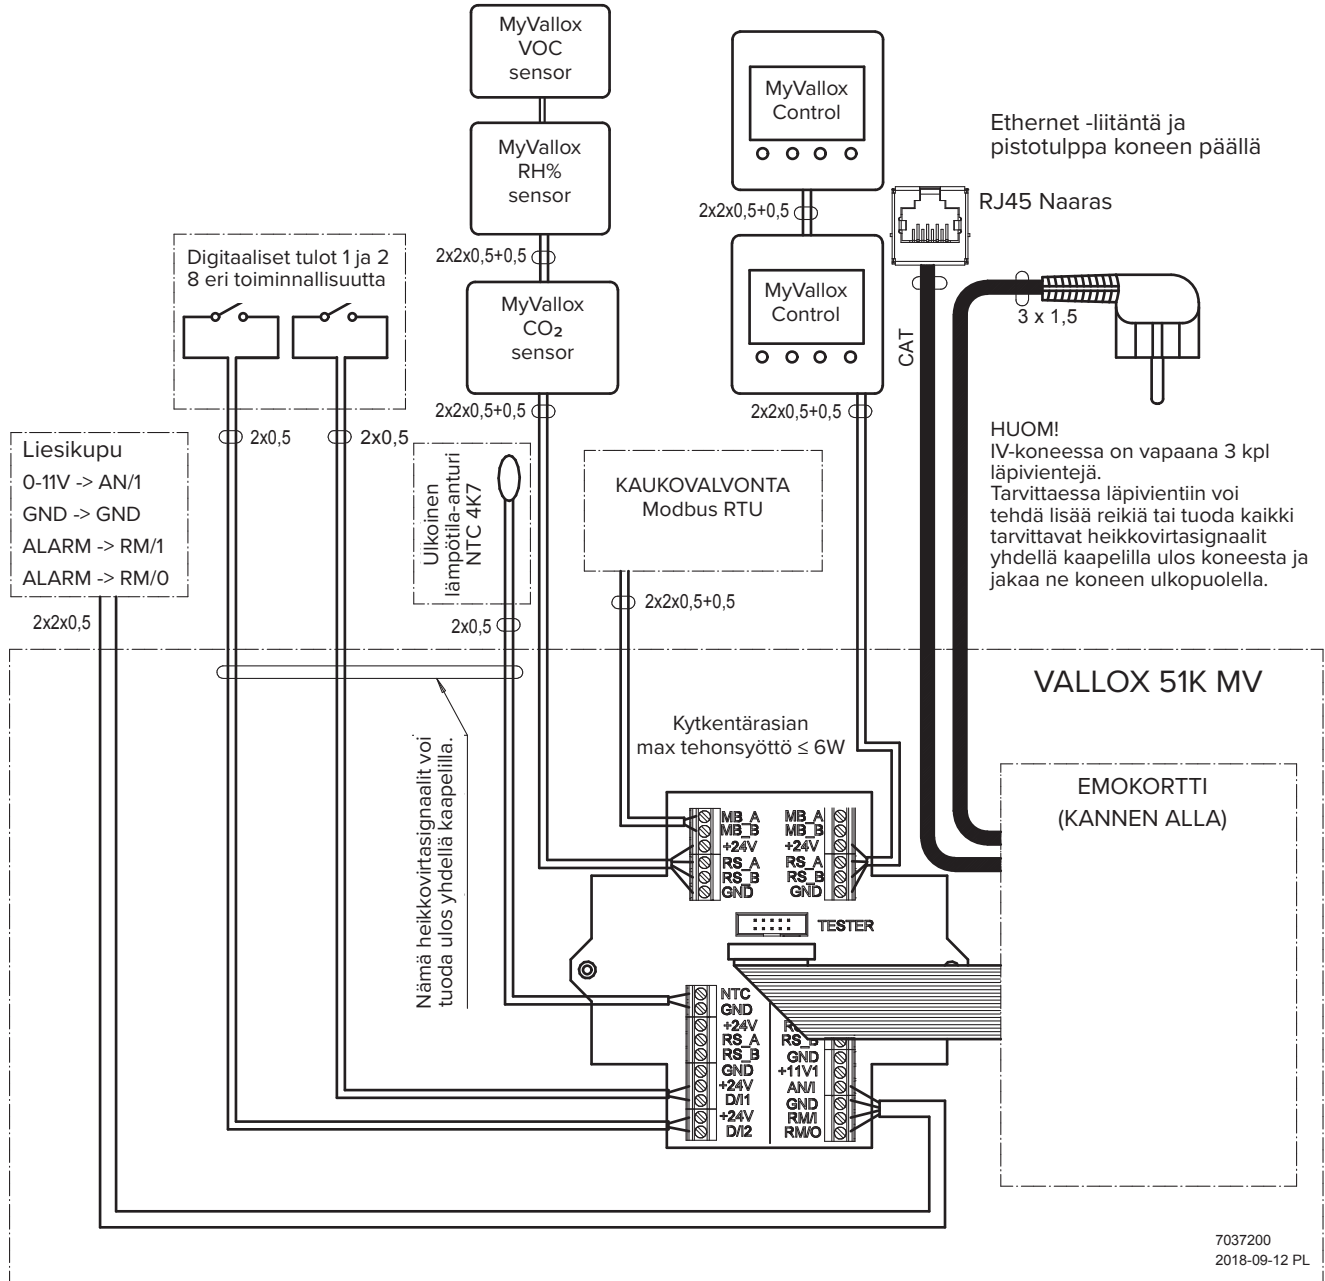 MyVallox
VOC
sensor
MyVallox
RH%
sensor
2x2x0,5+0,5
MyVallox
CO₂
sensor
2x2x0,5+0,5
MyVallox
Control
2x2x0,5+0,5
MyVallox
Control
2x2x0,5+0,5
Ethernet -liitäntä ja
pistotulppa koneen päällä
RJ45 Naaras
CAT
3 x 1,5
HUOM!
IV-koneessa on vapaana 3 kpl
läpivientejä.
Tarvittaessa läpivientiin voi
tehdä lisää reikiä tai tuoda kaikki
tarvittavat heikkovirtasignaalit
yhdellä kaapelilla ulos koneesta ja
jakaa ne koneen ulkopuolella.
Digitaaliset tulot 1 ja 2
8 eri toiminnallisuutta
2x0,5
2x0,5
Liesikupu
0-11V -> AN/1
GND -> GND
ALARM -> RM/1
ALARM -> RM/0
2x2x0,5
Ulkoinen
lämpötila-anturi
NTC 4K7
2x0,5
KAUKOVALVONTA
Modbus RTU
2x2x0,5+0,5
Nämä heikkovirtasignaalit voi
tuoda ulos yhdellä kaapelilla.
Kytkentärasian
max tehonsyöttö ≤ 6W
VALLOX 51K MV
EMOKORTTI
(KANNEN ALLA)
MB_A
MB_B
+24V
RS_A
RS_B
GND
MB_A
MB_B
+24V
RS_A
RS_B
GND
TESTER
NTC
GND
+24V
RS_A
RS_B
GND
+24V
D/I1
+24V
D/I2
RS_B
GND
+11V1
AN/I
GND
RM/I
RM/O
7037200
2018-09-12 PL